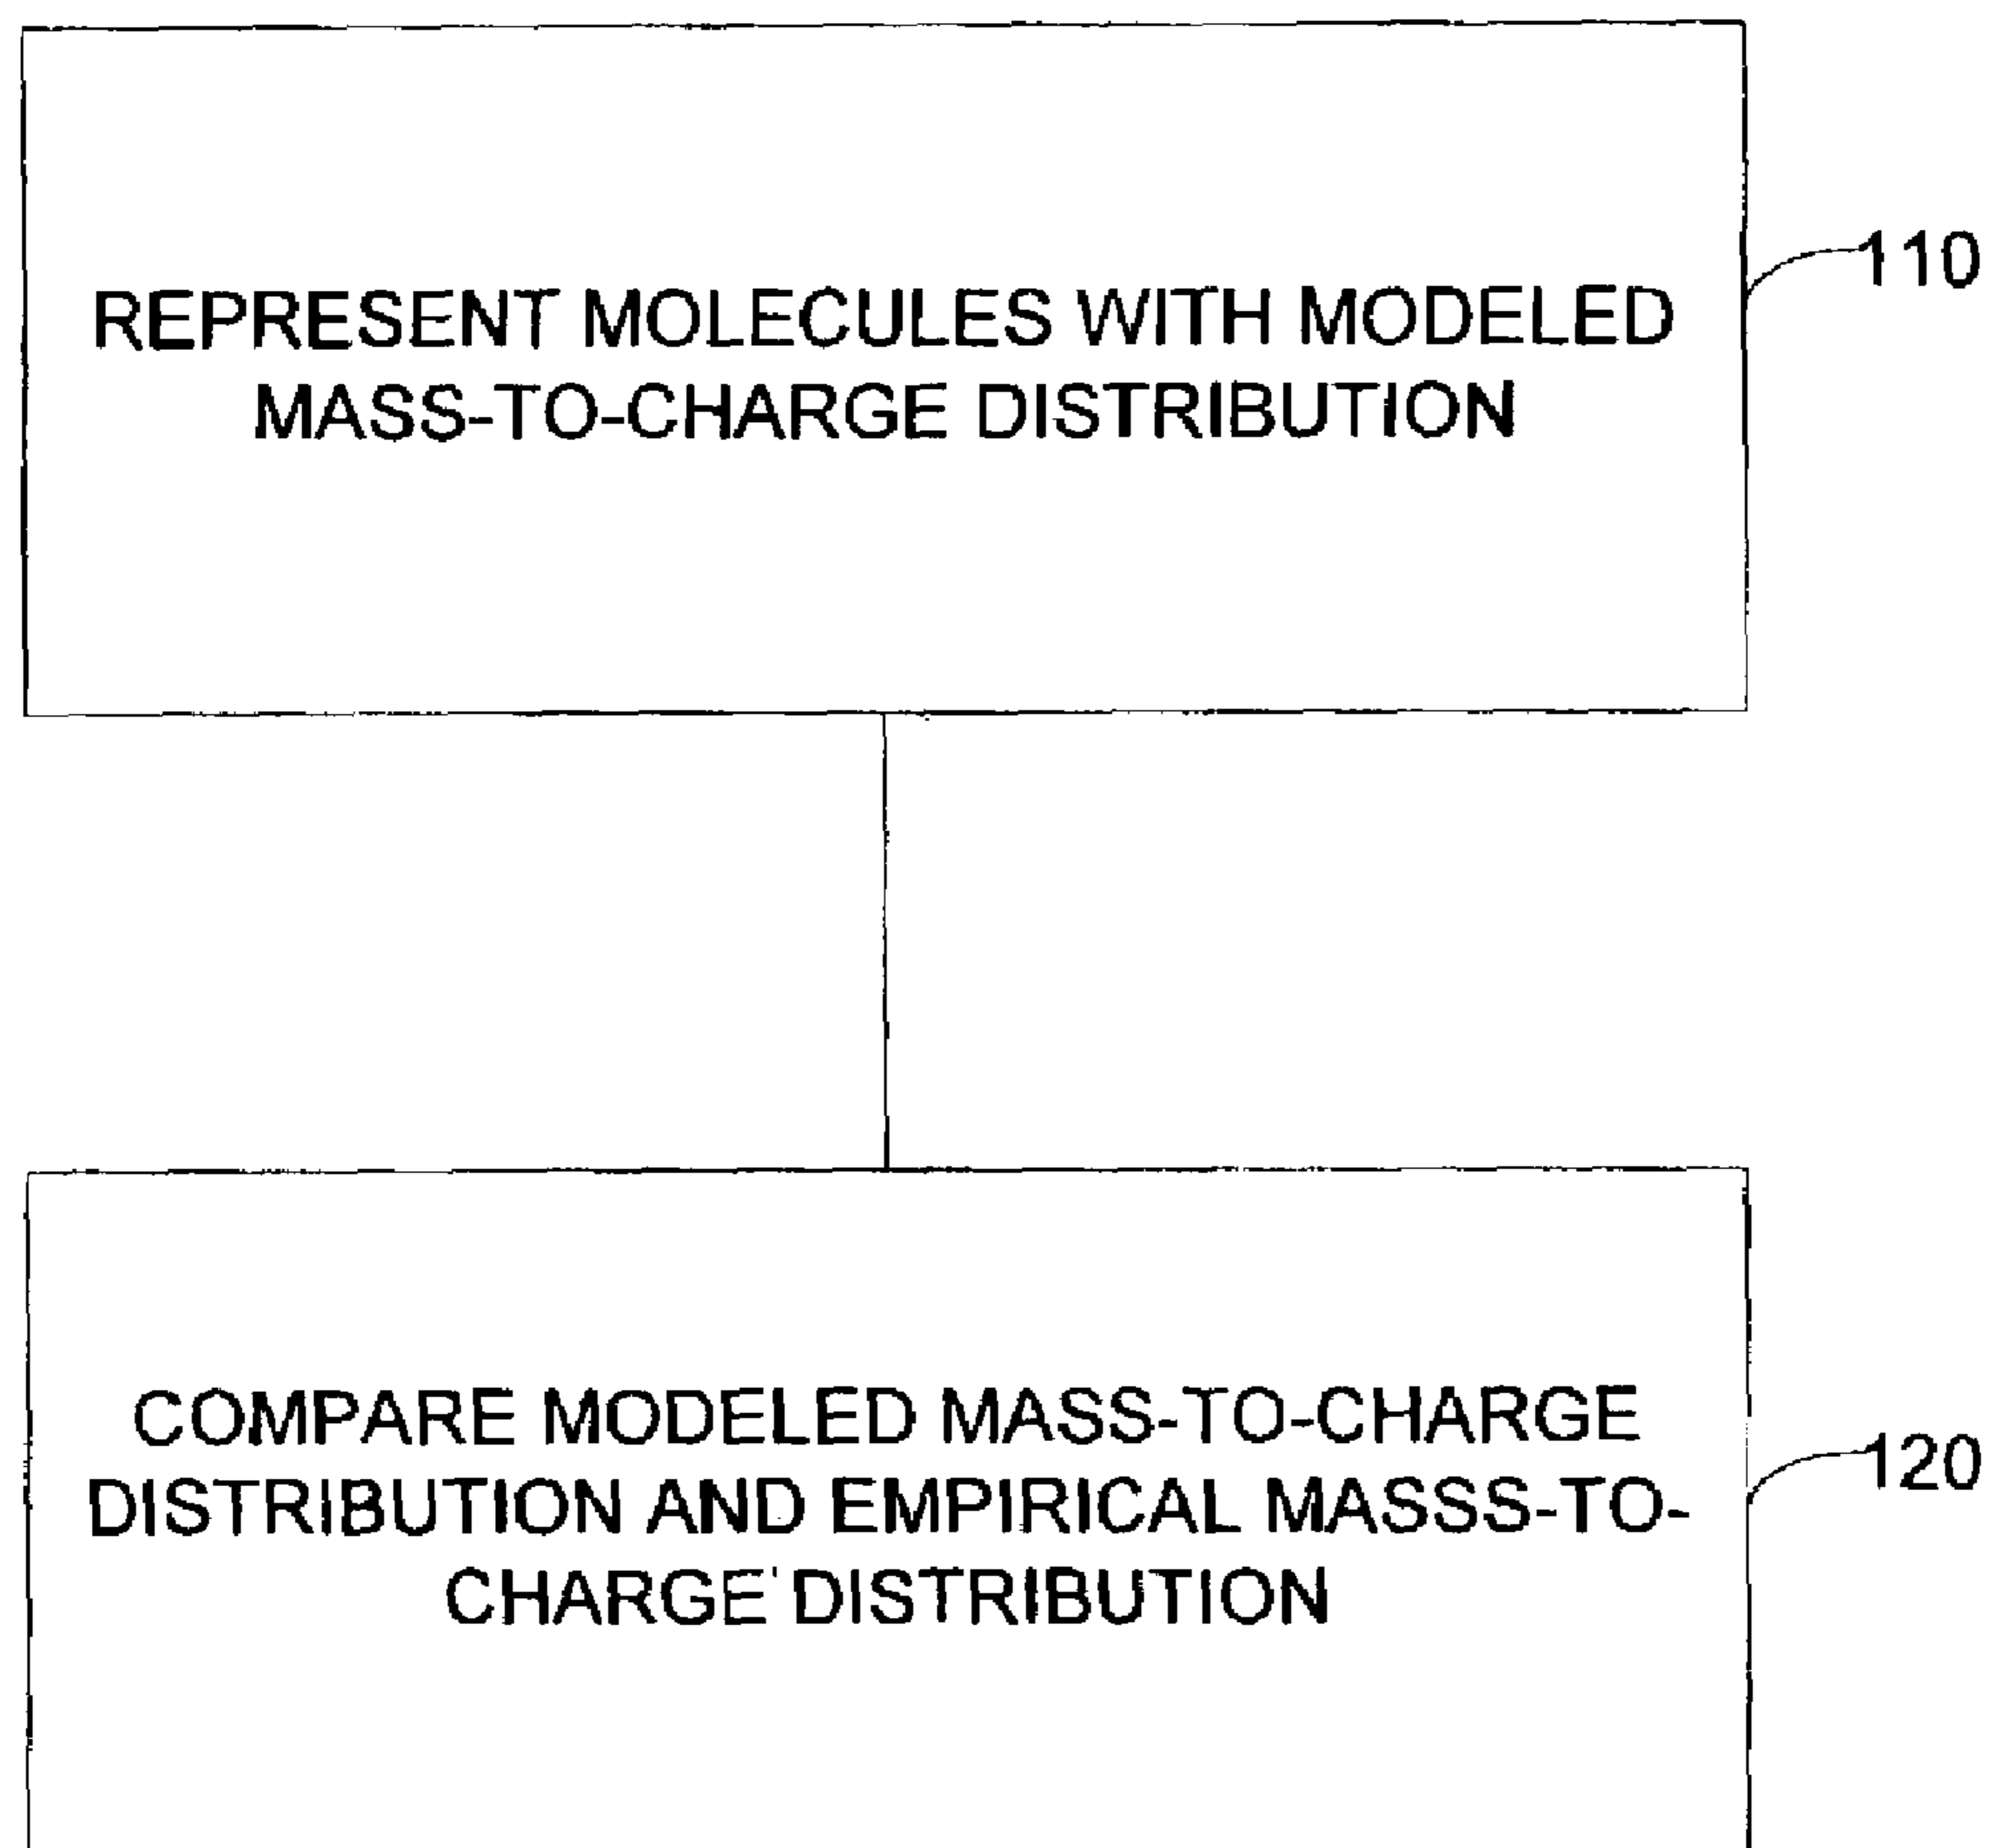 REPRESENT MOLECULES WITH MODELED
MASS-TO-CHARGE DISTRIBUTION
110
COMPARE MODELED MASS-TO-CHARGE
DISTRIBUTION AND EMPIRICAL MASSS-TO-
CHARGE DISTRIBUTION
120